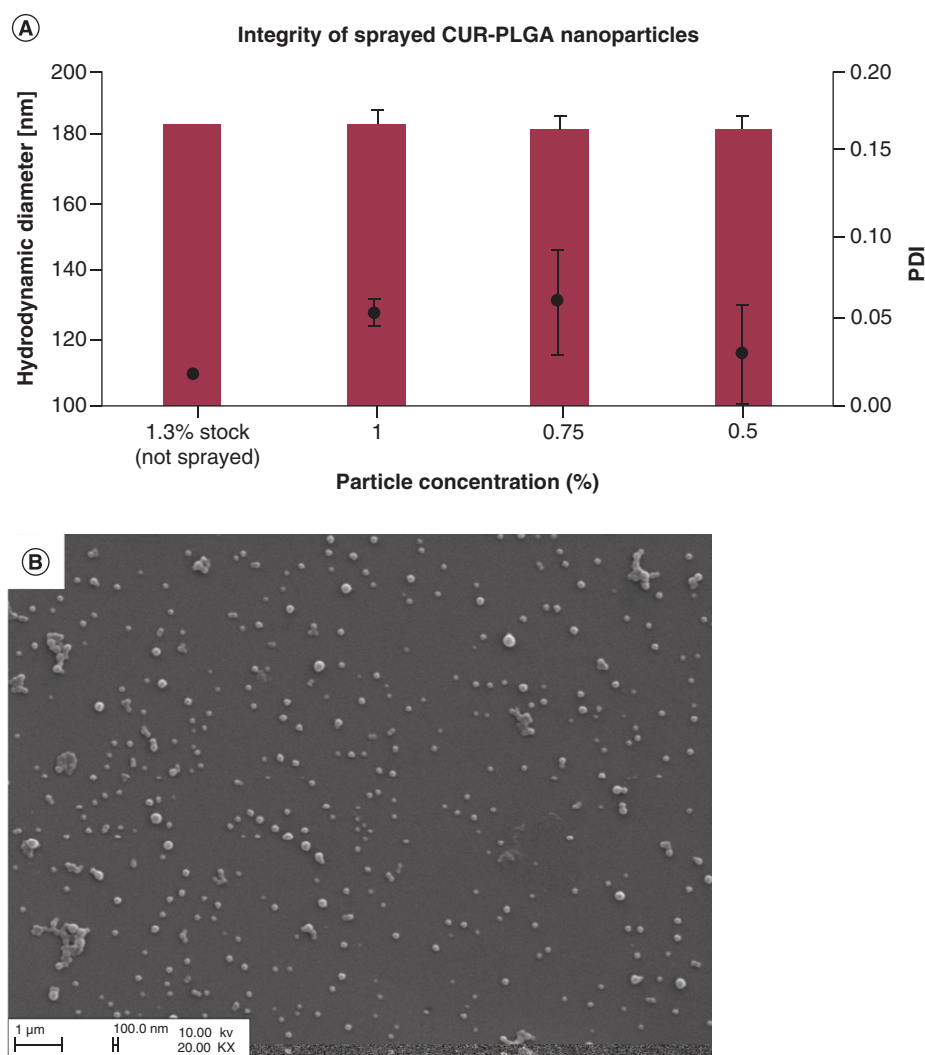 A
Integrity of sprayed CUR-PLGA nanoparticles
Hydrodynamic diameter [nm]
200
180
160
140
120
100
0.20
0.15
0.10
0.05
0.00
PDI
1.3% stock
(not sprayed)
1
0.75
0.5
Particle concentration (%)
B
1 µm
100.0 nm
10.00 kv
20.00 KX